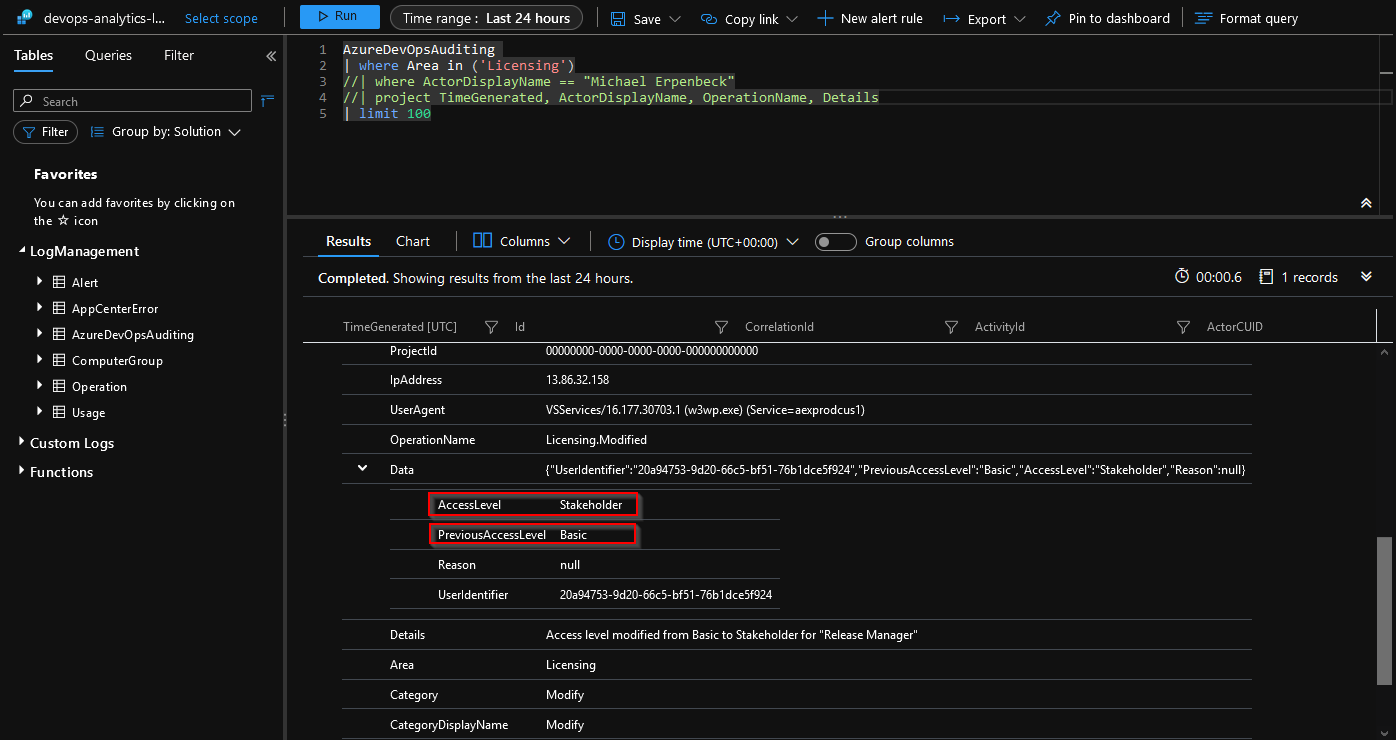 devops-analytics-l... Select scope
Run
Time range : Last 24 hours
Save
Copy link
New alert rule
Export
Pin to dashboard
Format query
Tables Queries Filter
Search
Filter
Group by: Solution
Favorites
You can add favorites by clicking on
the ☆ icon
LogManagement
Alert
AppCenterError
AzureDevOpsAuditing
ComputerGroup
Operation
Usage
Custom Logs
Functions
1 AzureDevOpsAuditing
2 | where Area in ('Licensing')
3 //| where ActorDisplayName == "Michael Erpenbeck"
4 //| project TimeGenerated, ActorDisplayName, OperationName, Details
5 | limit 100
Results Chart Columns Display time (UTC+00:00) Group columns
Completed. Showing results from the last 24 hours. 00:00.6 1 records
TimeGenerated [UTC] Id CorrelationId ActivityId ActorCUID
ProjectId 00000000-0000-0000-0000-000000000000
IpAddress 13.86.32.158
UserAgent VSServices/16.177.30703.1 (w3wp.exe) (Service=aexprodcus1)
OperationName Licensing.Modified
Data {"UserIdentifier":"20a94753-9d20-66c5-bf51-76b1dce5f924","PreviousAccessLevel":"Basic","AccessLevel":"Stakeholder","Reason":null}
AccessLevel Stakeholder
PreviousAccessLevel Basic
Reason null
UserIdentifier 20a94753-9d20-66c5-bf51-76b1dce5f924
Details Access level modified from Basic to Stakeholder for "Release Manager"
Area Licensing
Category Modify
CategoryDisplayName Modify